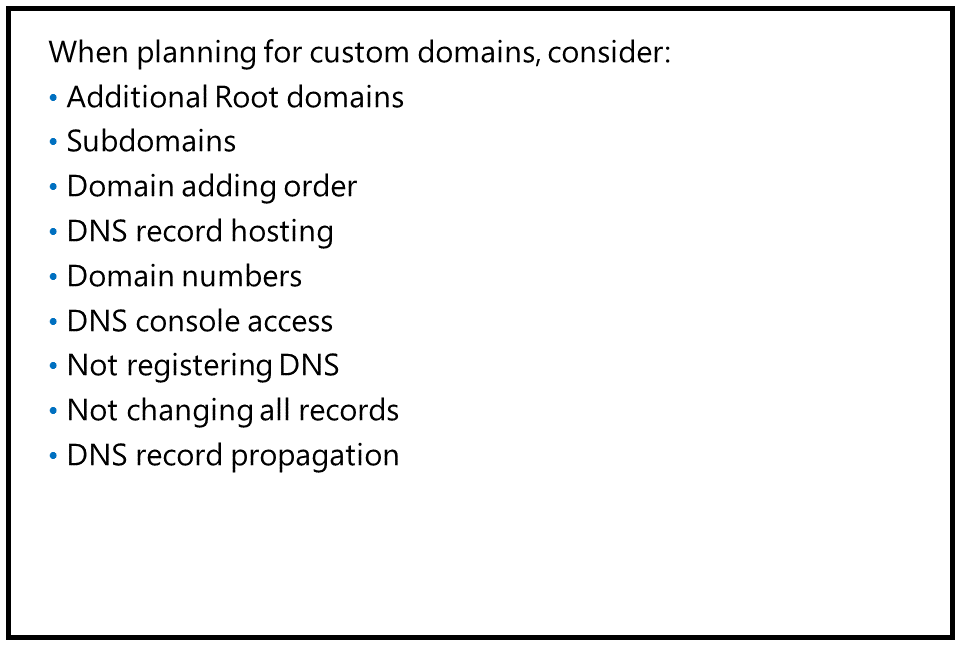 When planning for custom domains, consider:
• Additional Root domains
• Subdomains
• Domain adding order
• DNS record hosting
• Domain numbers
• DNS console access
• Not registering DNS
• Not changing all records
• DNS record propagation